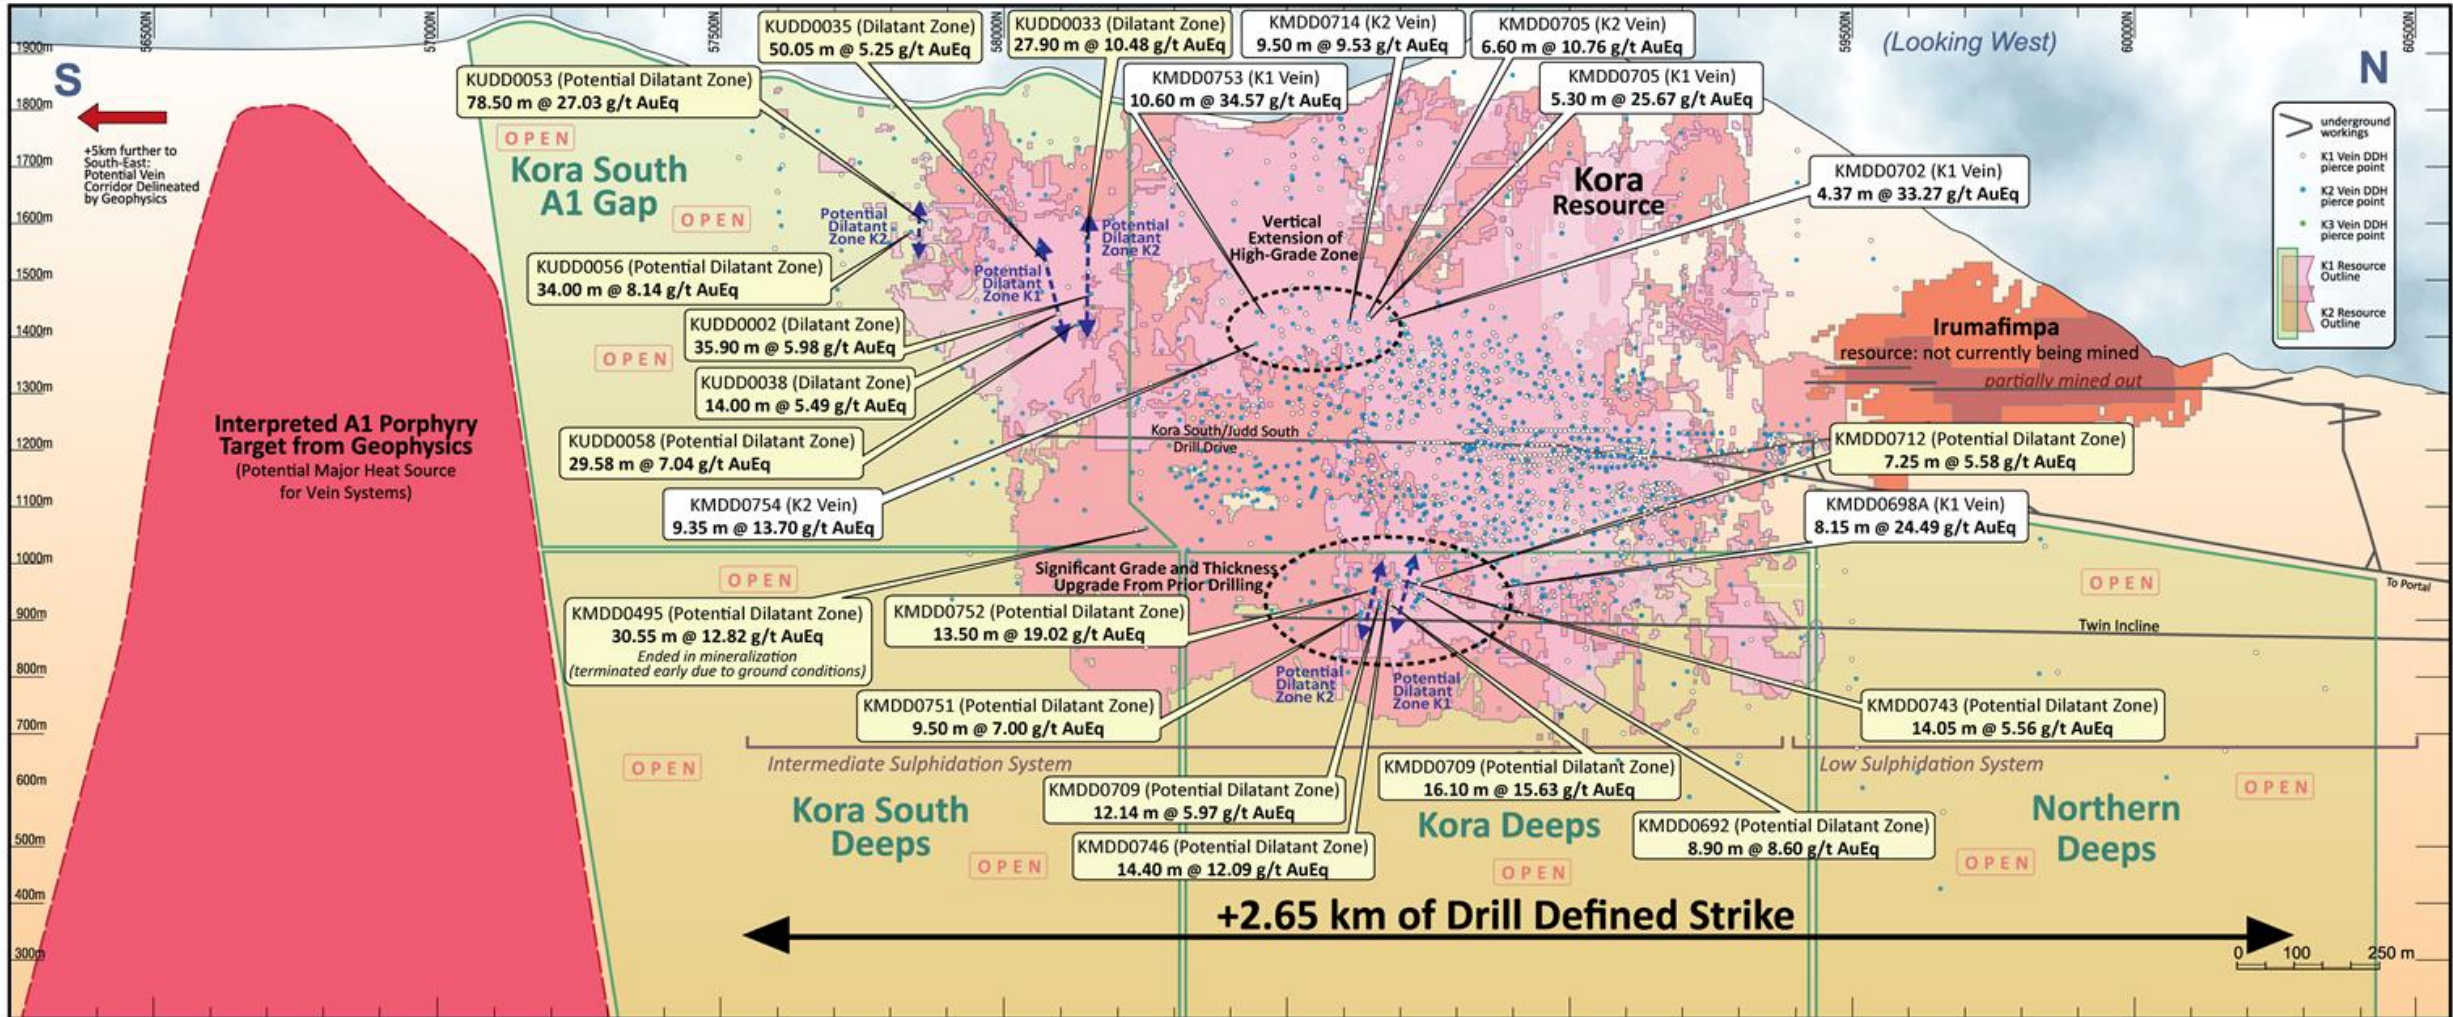 56500N
57000N
57500N
58000N
59500N
60000N
60500N
1900m
1800m
1700m
1600m
1500m
1400m
1300m
1200m
1100m
1000m
900m
800m
700m
600m
500m
400m
300m
S
N
(Looking West)
+5km further to
South-East:
Potential Vein
Corridor Delineated
by Geophysics
Interpreted A1 Porphyry
Target from Geophysics
(Potential Major Heat Source
for Vein Systems)
KUDD0035 (Dilatant Zone)
50.05 m @ 5.25 g/t AuEq
KUDD0033 (Dilatant Zone)
27.90 m @ 10.48 g/t AuEq
KMDD0714 (K2 Vein)
9.50 m @ 9.53 g/t AuEq
KMDD0705 (K2 Vein)
6.60 m @ 10.76 g/t AuEq
KUDD0053 (Potential Dilatant Zone)
78.50 m @ 27.03 g/t AuEq
KMDD0753 (K1 Vein)
10.60 m @ 34.57 g/t AuEq
KMDD0705 (K1 Vein)
5.30 m @ 25.67 g/t AuEq
KMDD0702 (K1 Vein)
4.37 m @ 33.27 g/t AuEq
underground
workings
K1 Vein DDH
pierce point
K2 Vein DDH
pierce point
K3 Vein DDH
pierce point
K1 Resource
Outline
K2 Resource
Outline
OPEN
Kora South
A1 Gap
OPEN
Kora
Resource
Potential
Dilatant
Zone K2
Potential
Dilatant
Zone K1
Potential
Dilatant
Zone K2
Vertical
Extension of
High-Grade Zone
KUDD0056 (Potential Dilatant Zone)
34.00 m @ 8.14 g/t AuEq
KUDD0002 (Dilatant Zone)
35.90 m @ 5.98 g/t AuEq
OPEN
KUDD0038 (Dilatant Zone)
14.00 m @ 5.49 g/t AuEq
Irumafimpa
resource: not currently being mined
partially mined out
KUDD0058 (Potential Dilatant Zone)
29.58 m @ 7.04 g/t AuEq
Kora South/Judd South
Drill Drive
KMDD0712 (Potential Dilatant Zone)
7.25 m @ 5.58 g/t AuEq
KMDD0754 (K2 Vein)
9.35 m @ 13.70 g/t AuEq
KMDD0698A (K1 Vein)
8.15 m @ 24.49 g/t AuEq
OPEN
Significant Grade and Thickness
Upgrade From Prior Drilling
OPEN
To Portal
KMDD0495 (Potential Dilatant Zone)
30.55 m @ 12.82 g/t AuEq
Ended in mineralization
(terminated early due to ground conditions)
KMDD0752 (Potential Dilatant Zone)
13.50 m @ 19.02 g/t AuEq
Twin Incline
Potential
Dilatant
Zone K2
Potential
Dilatant
Zone K1
KMDD0751 (Potential Dilatant Zone)
9.50 m @ 7.00 g/t AuEq
KMDD0743 (Potential Dilatant Zone)
14.05 m @ 5.56 g/t AuEq
OPEN
Intermediate Sulphidation System
Low Sulphidation System
KMDD0709 (Potential Dilatant Zone)
12.14 m @ 5.97 g/t AuEq
KMDD0709 (Potential Dilatant Zone)
16.10 m @ 15.63 g/t AuEq
OPEN
Kora South
Deeps
Kora Deeps
Northern
Deeps
KMDD0746 (Potential Dilatant Zone)
14.40 m @ 12.09 g/t AuEq
KMDD0692 (Potential Dilatant Zone)
8.90 m @ 8.60 g/t AuEq
OPEN
OPEN
OPEN
+2.65 km of Drill Defined Strike
0 100 250 m